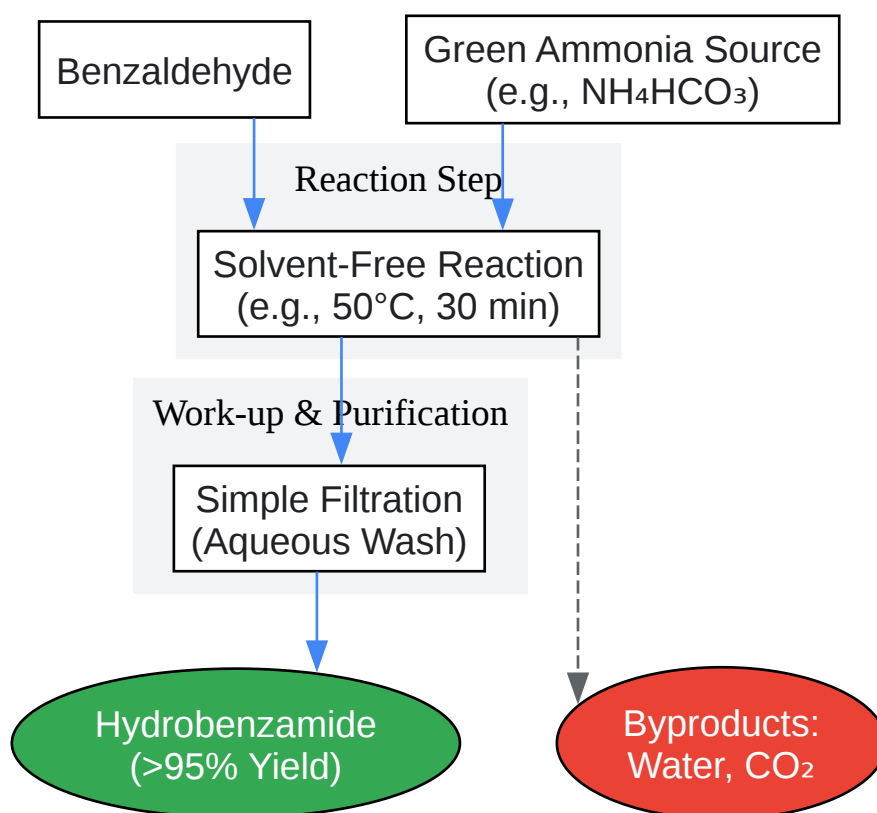 Benzaldehyde
Green Ammonia Source
(e.g., NH₄HCO₃)
Reaction Step
Solvent-Free Reaction
(e.g., 50°C, 30 min)
Work-up & Purification
Simple Filtration
(Aqueous Wash)
Hydrobenzamide
(>95% Yield)
Byproducts:
Water, CO₂